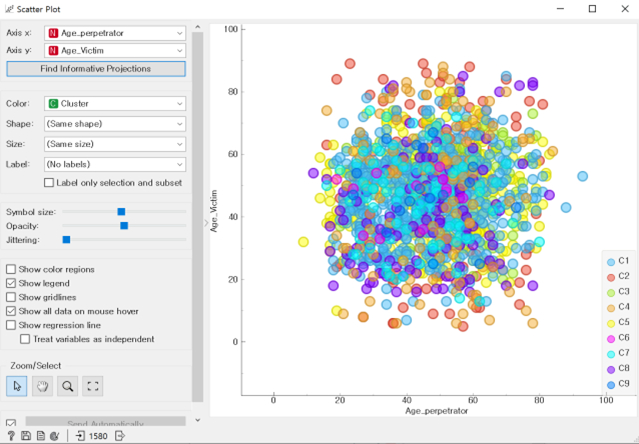 Scatter Plot
Axis x: N Age_perpetrator
Axis y: N Age_Victim
Find Informative Projections
Color: C Cluster
Shape: (Same shape)
Size: (Same size)
Label: (No labels)
Label only selection and subset
Symbol size:
Opacity:
Jittering:
Show color regions
Show legend
Show gridlines
Show all data on mouse hover
Show regression line
Treat variables as independent
Zoom/Select
Send Automatically
1580
100
80
60
40
20
0
Age_Victim
0 20 40 60 80 100
Age_perpetrator
C1
C2
C3
C4
C5
C6
C7
C8
C9